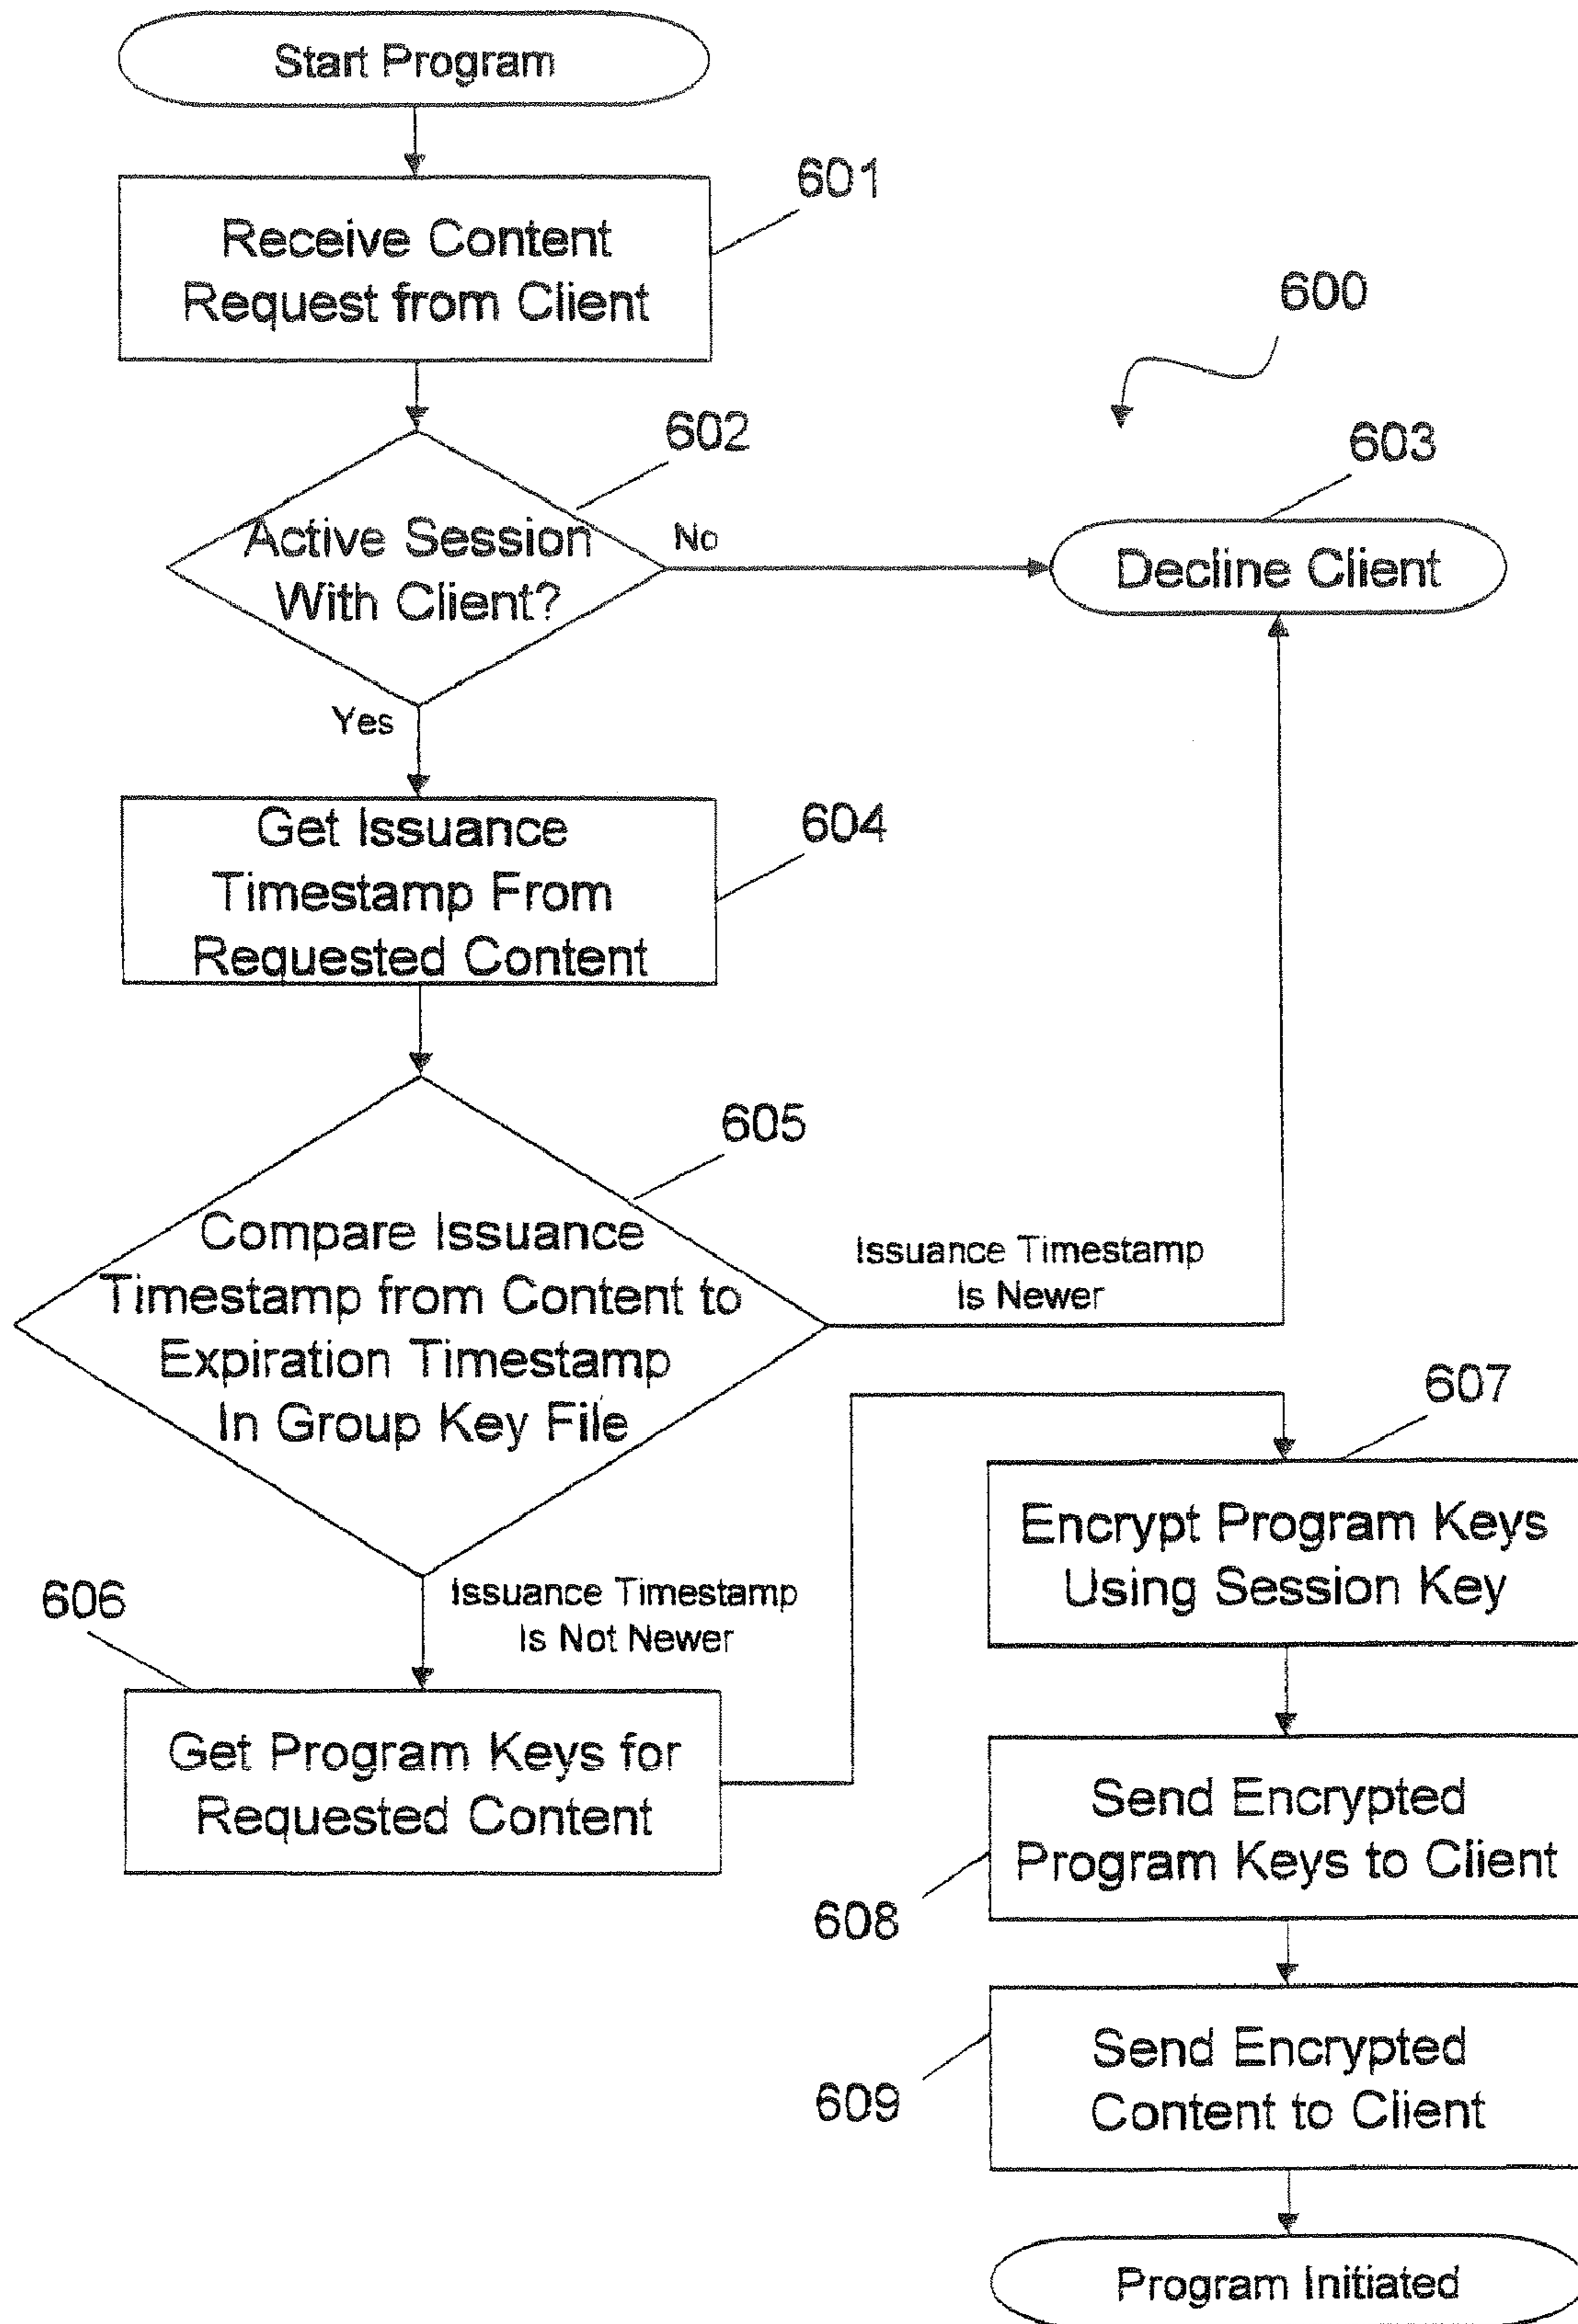 Start Program
601
Receive Content
Request from Client
600
602
603
Active Session
With Client?
No
Decline Client
Yes
604
Get Issuance
Timestamp From
Requested Content
605
Compare Issuance
Timestamp from Content to
Expiration Timestamp
In Group Key File
Issuance Timestamp
Is Newer
Issuance Timestamp
Is Not Newer
606
Get Program Keys for
Requested Content
607
Encrypt Program Keys
Using Session Key
Send Encrypted
Program Keys to Client
608
Send Encrypted
Content to Client
609
Program Initiated